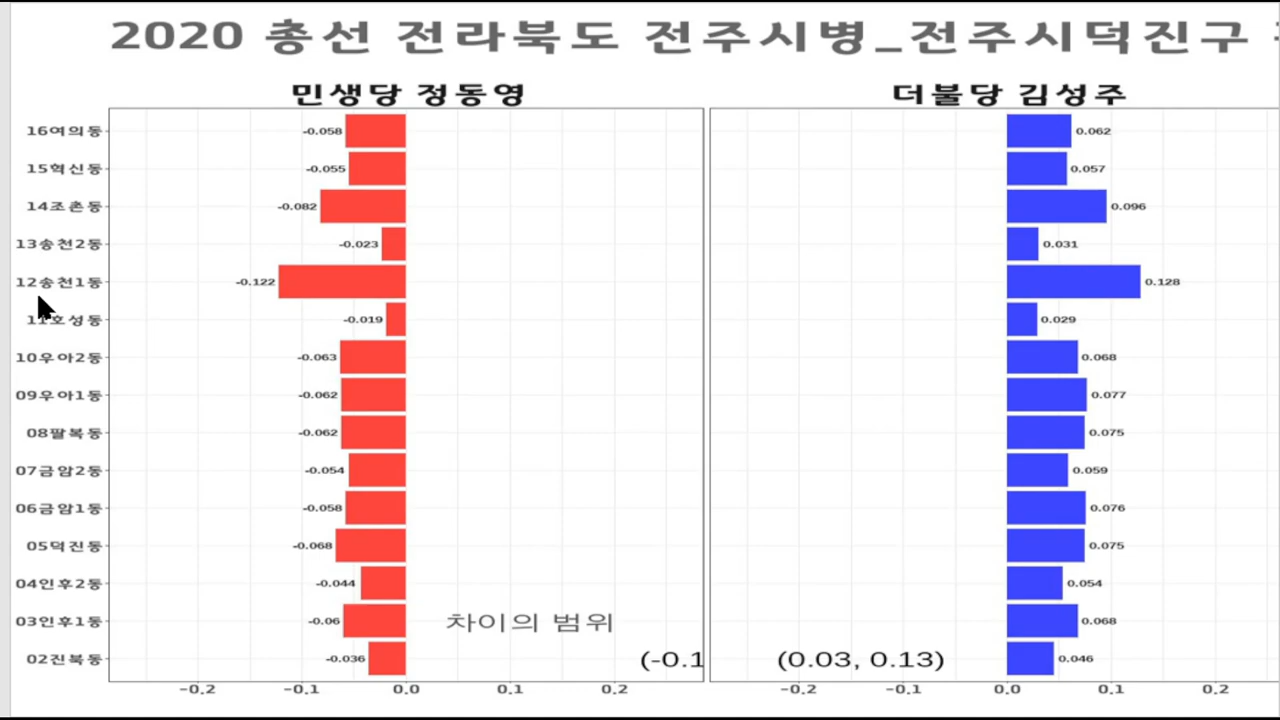 2020 총선 전라북도 전주시병_전주시덕진구
민생당 정동영
더불당 김성주
16여의동 -0.058 0.062
15혁신동 -0.055 0.057
14조촌동 -0.082 0.096
13송천2동 -0.023 0.031
12송천1동 -0.122 0.128
11호성동 -0.019 0.029
10우아2동 -0.063 0.068
09우아1동 -0.062 0.077
08팔복동 -0.062 0.075
07금암2동 -0.054 0.059
06금암1동 -0.058 0.076
05덕진동 -0.068 0.075
04인후2동 -0.044 0.054
03인후1동 -0.06 차이의 범위 0.068
02진북동 -0.036 (-0.1 (0.03, 0.13) 0.046
-0.2 -0.1 0.0 0.1 0.2 -0.2 -0.1 0.0 0.1 0.2